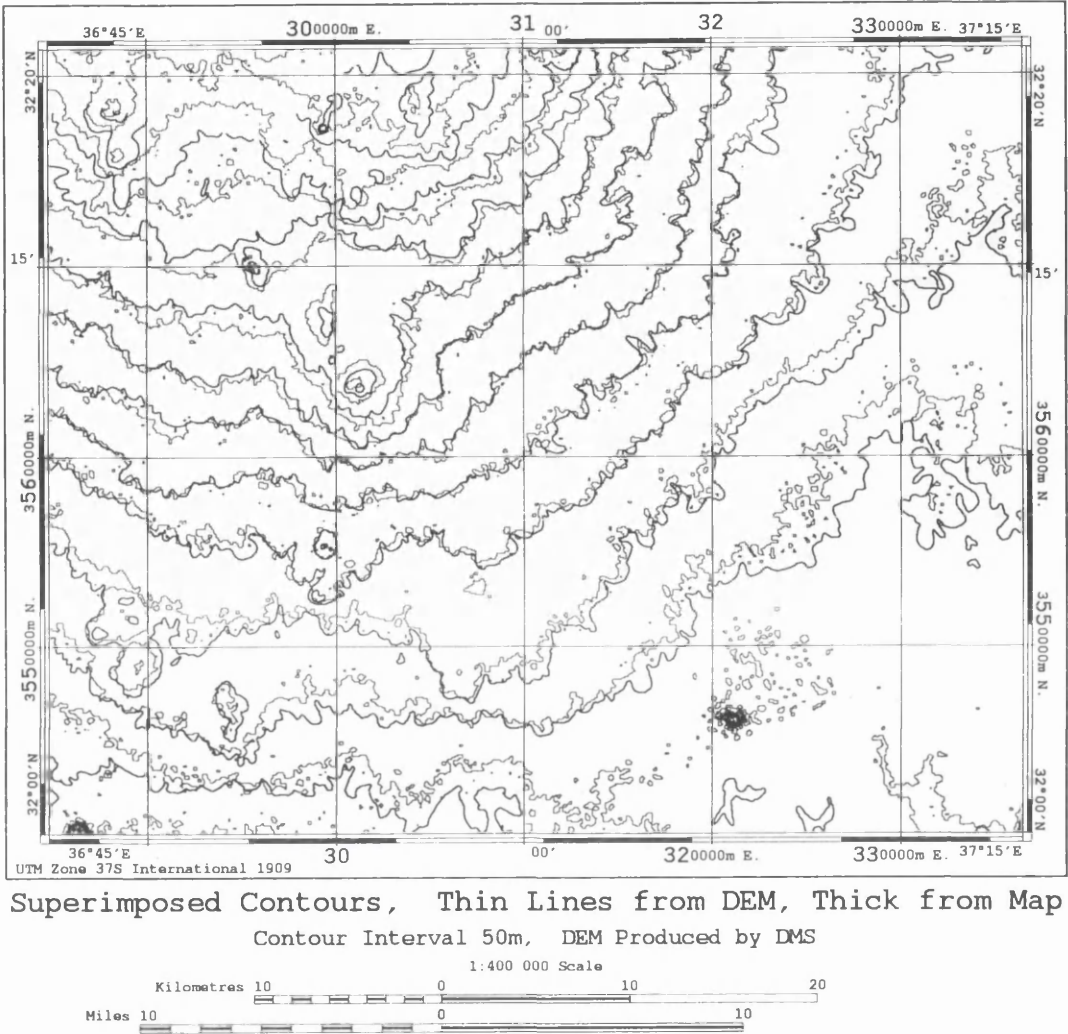 36°45′E 300000m E. 31 00′ 32 330000m E. 37°15′E
32°20′N 32°20′N
15′ 15′
3560000m N. 3560000m N.
3550000m N. 3550000m N.
32°00′N 32°00′N
36°45′E 30 00′ 320000m E. 330000m E. 37°15′E
UTM Zone 37S International 1909
Superimposed Contours, Thin Lines from DEM, Thick from Map
Contour Interval 50m, DEM Produced by DMS
1:400 000 Scale
Kilometres 10 0 10 20
Miles 10 0 10